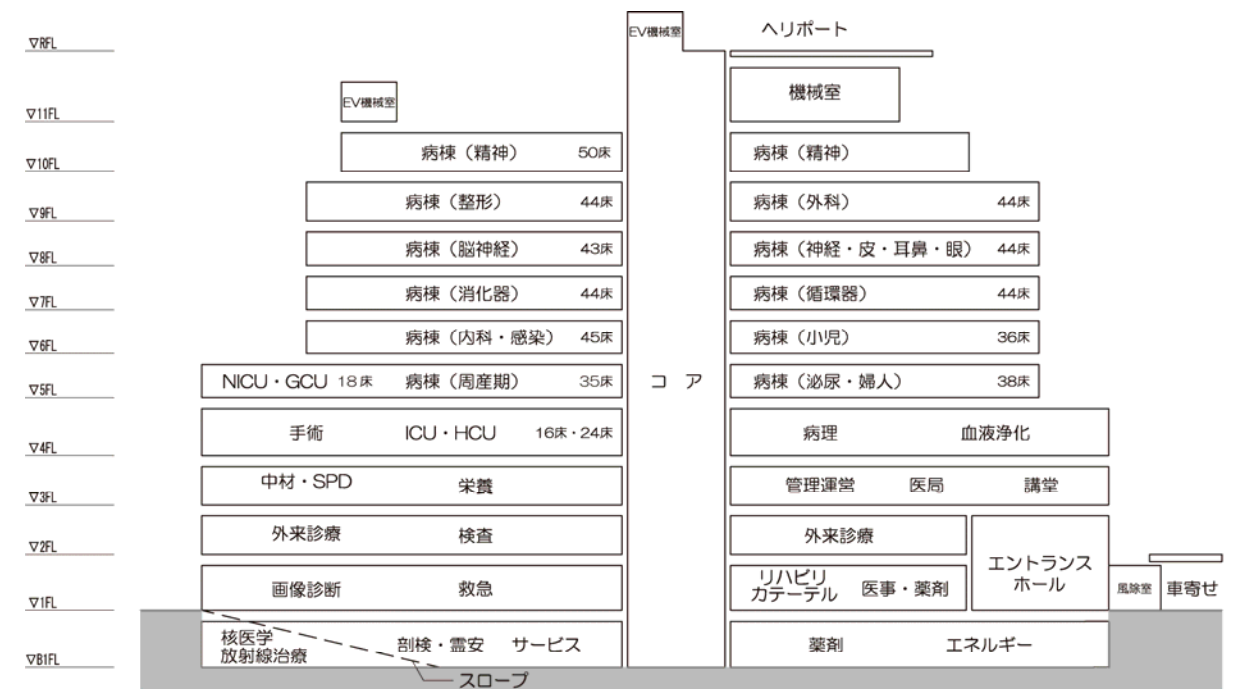 EV機械室
ヘリポート
▽RFL
機械室
EV機械室
▽11FL
病棟（精神） 50床
病棟（精神）
▽10FL
病棟（整形） 44床
病棟（外科） 44床
▽9FL
病棟（脳神経） 43床
病棟（神経・皮・耳鼻・眼） 44床
▽8FL
病棟（消化器） 44床
病棟（循環器） 44床
▽7FL
病棟（内科・感染） 45床
病棟（小児） 36床
▽6FL
NICU・GCU 18床 病棟（周産期） 35床
コア
病棟（泌尿・婦人） 38床
▽5FL
手術 ICU・HCU 16床・24床
病理 血液浄化
▽4FL
中材・SPD 栄養
管理運営 医局 講堂
▽3FL
外来診療 検査
外来診療
▽2FL
エントランス
ホール
画像診断 救急
リハビリ
カテーテル
医事・薬剤
風除室
車寄せ
▽1FL
核医学
放射線治療
剖検・霊安 サービス
薬剤 エネルギー
▽B1FL
スロープ